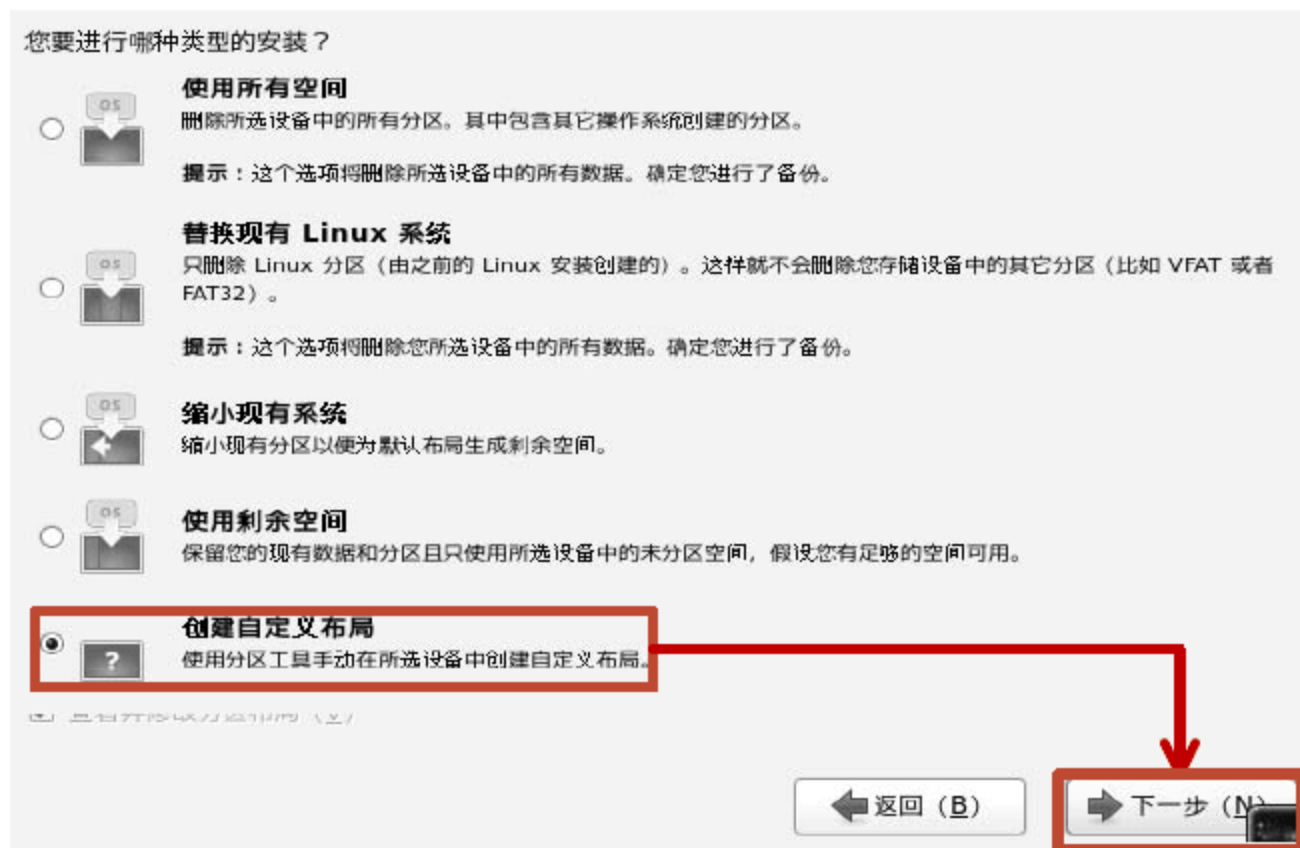 您要进行哪种类型的安装？
OS
使用所有空间
删除所选设备中的所有分区。其中包含其它操作系统创建的分区。
提示：这个选项将删除所选设备中的所有数据。确定您进行了备份。
OS
替换现有 Linux 系统
只删除 Linux 分区（由之前的 Linux 安装创建的）。这样就不会删除您存储设备中的其它分区（比如 VFAT 或者
FAT32）。
提示：这个选项将删除您所选设备中的所有数据。确定您进行了备份。
OS
缩小现有系统
缩小现有分区以便为默认布局生成剩余空间。
OS
使用剩余空间
保留您的现有数据和分区且只使用所选设备中的未分区空间，假设您有足够的空间可用。
创建自定义布局
?
使用分区工具手动在所选设备中创建自定义布局。
查看并修改分区布局（V）
返回（B）
下一步（N）